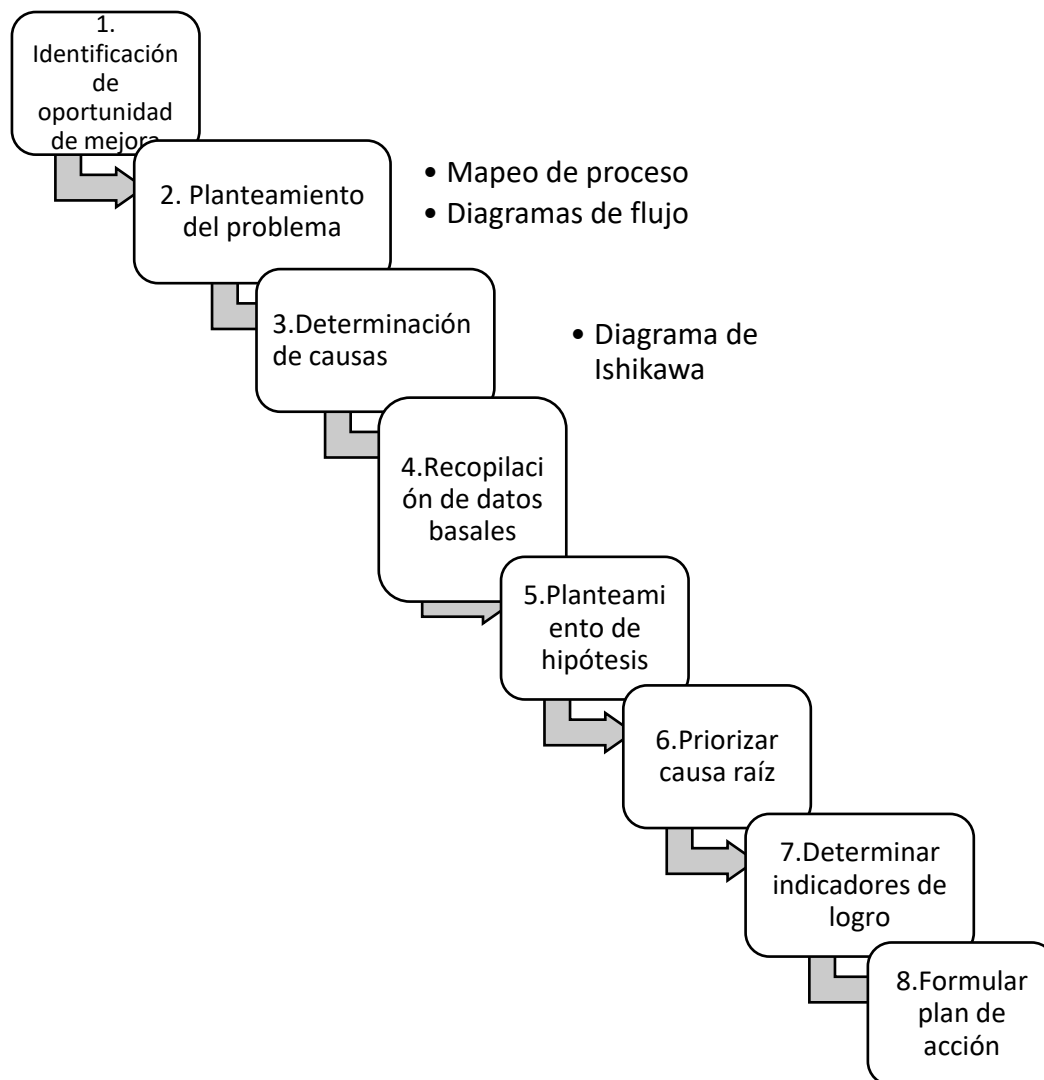 1.
Identificación
de
oportunidad
de mejora
2. Planteamiento
del problema
• Mapeo de proceso
• Diagramas de flujo
3.Determinación
de causas
• Diagrama de
Ishikawa
4.Recopilaci
ón de datos
basales
5.Planteami
ento de
hipótesis
6.Priorizar
causa raíz
7.Determinar
indicadores de
logro
8.Formular
plan de
acción